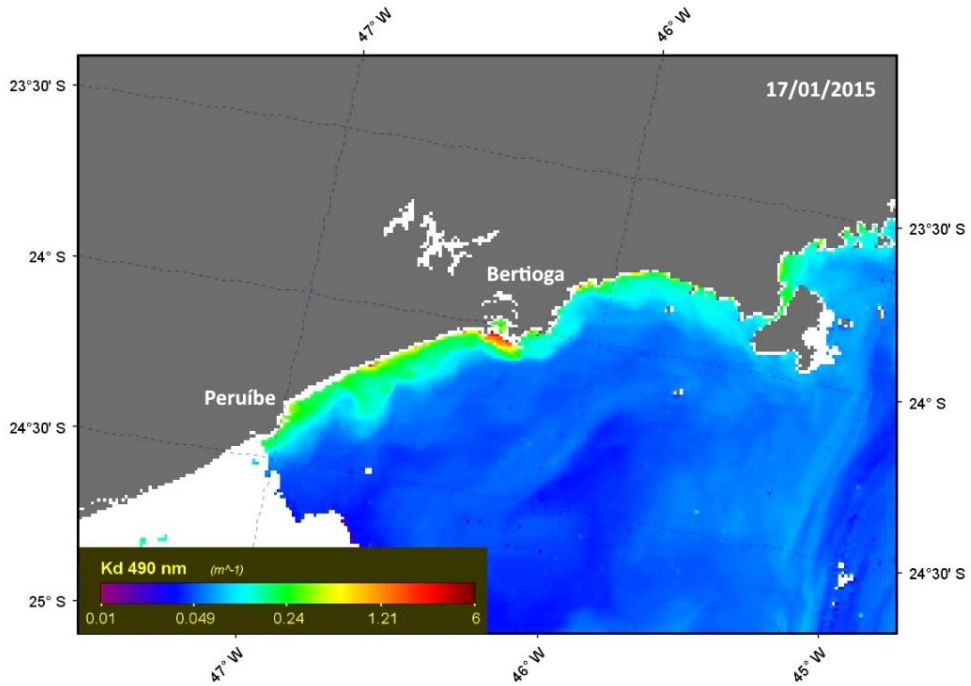 47° W
46° W
23°30' S
17/01/2015
23°30' S
24° S
Bertioga
Peruíbe
24° S
24°30' S
Kd 490 nm (m^-1)
0.01 0.049 0.24 1.21 6
24°30' S
25° S
47° W
46° W
45° W